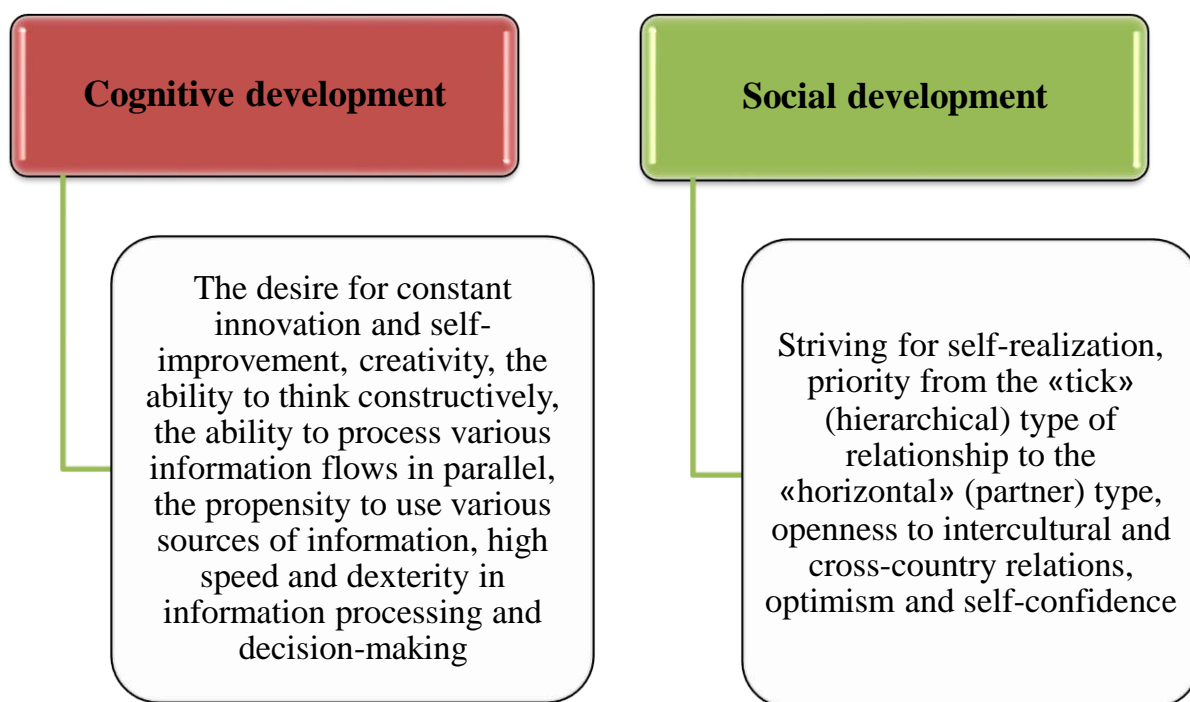 Cognitive development
The desire for constant
innovation and self-
improvement, creativity, the
ability to think constructively,
the ability to process various
information flows in parallel,
the propensity to use various
sources of information, high
speed and dexterity in
information processing and
decision-making
Social development
Striving for self-realization,
priority from the «tick»
(hierarchical) type of
relationship to the
«horizontal» (partner) type,
openness to intercultural and
cross-country relations,
optimism and self-confidence